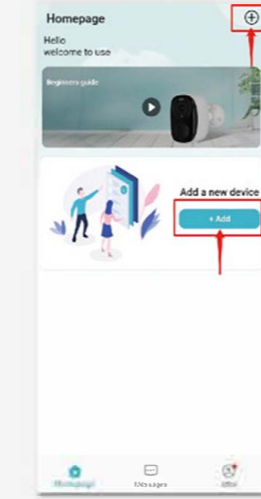 Homepage
Hello
welcome to use
Beginners guide
Add a new device
+ Add
Homepage
Messages